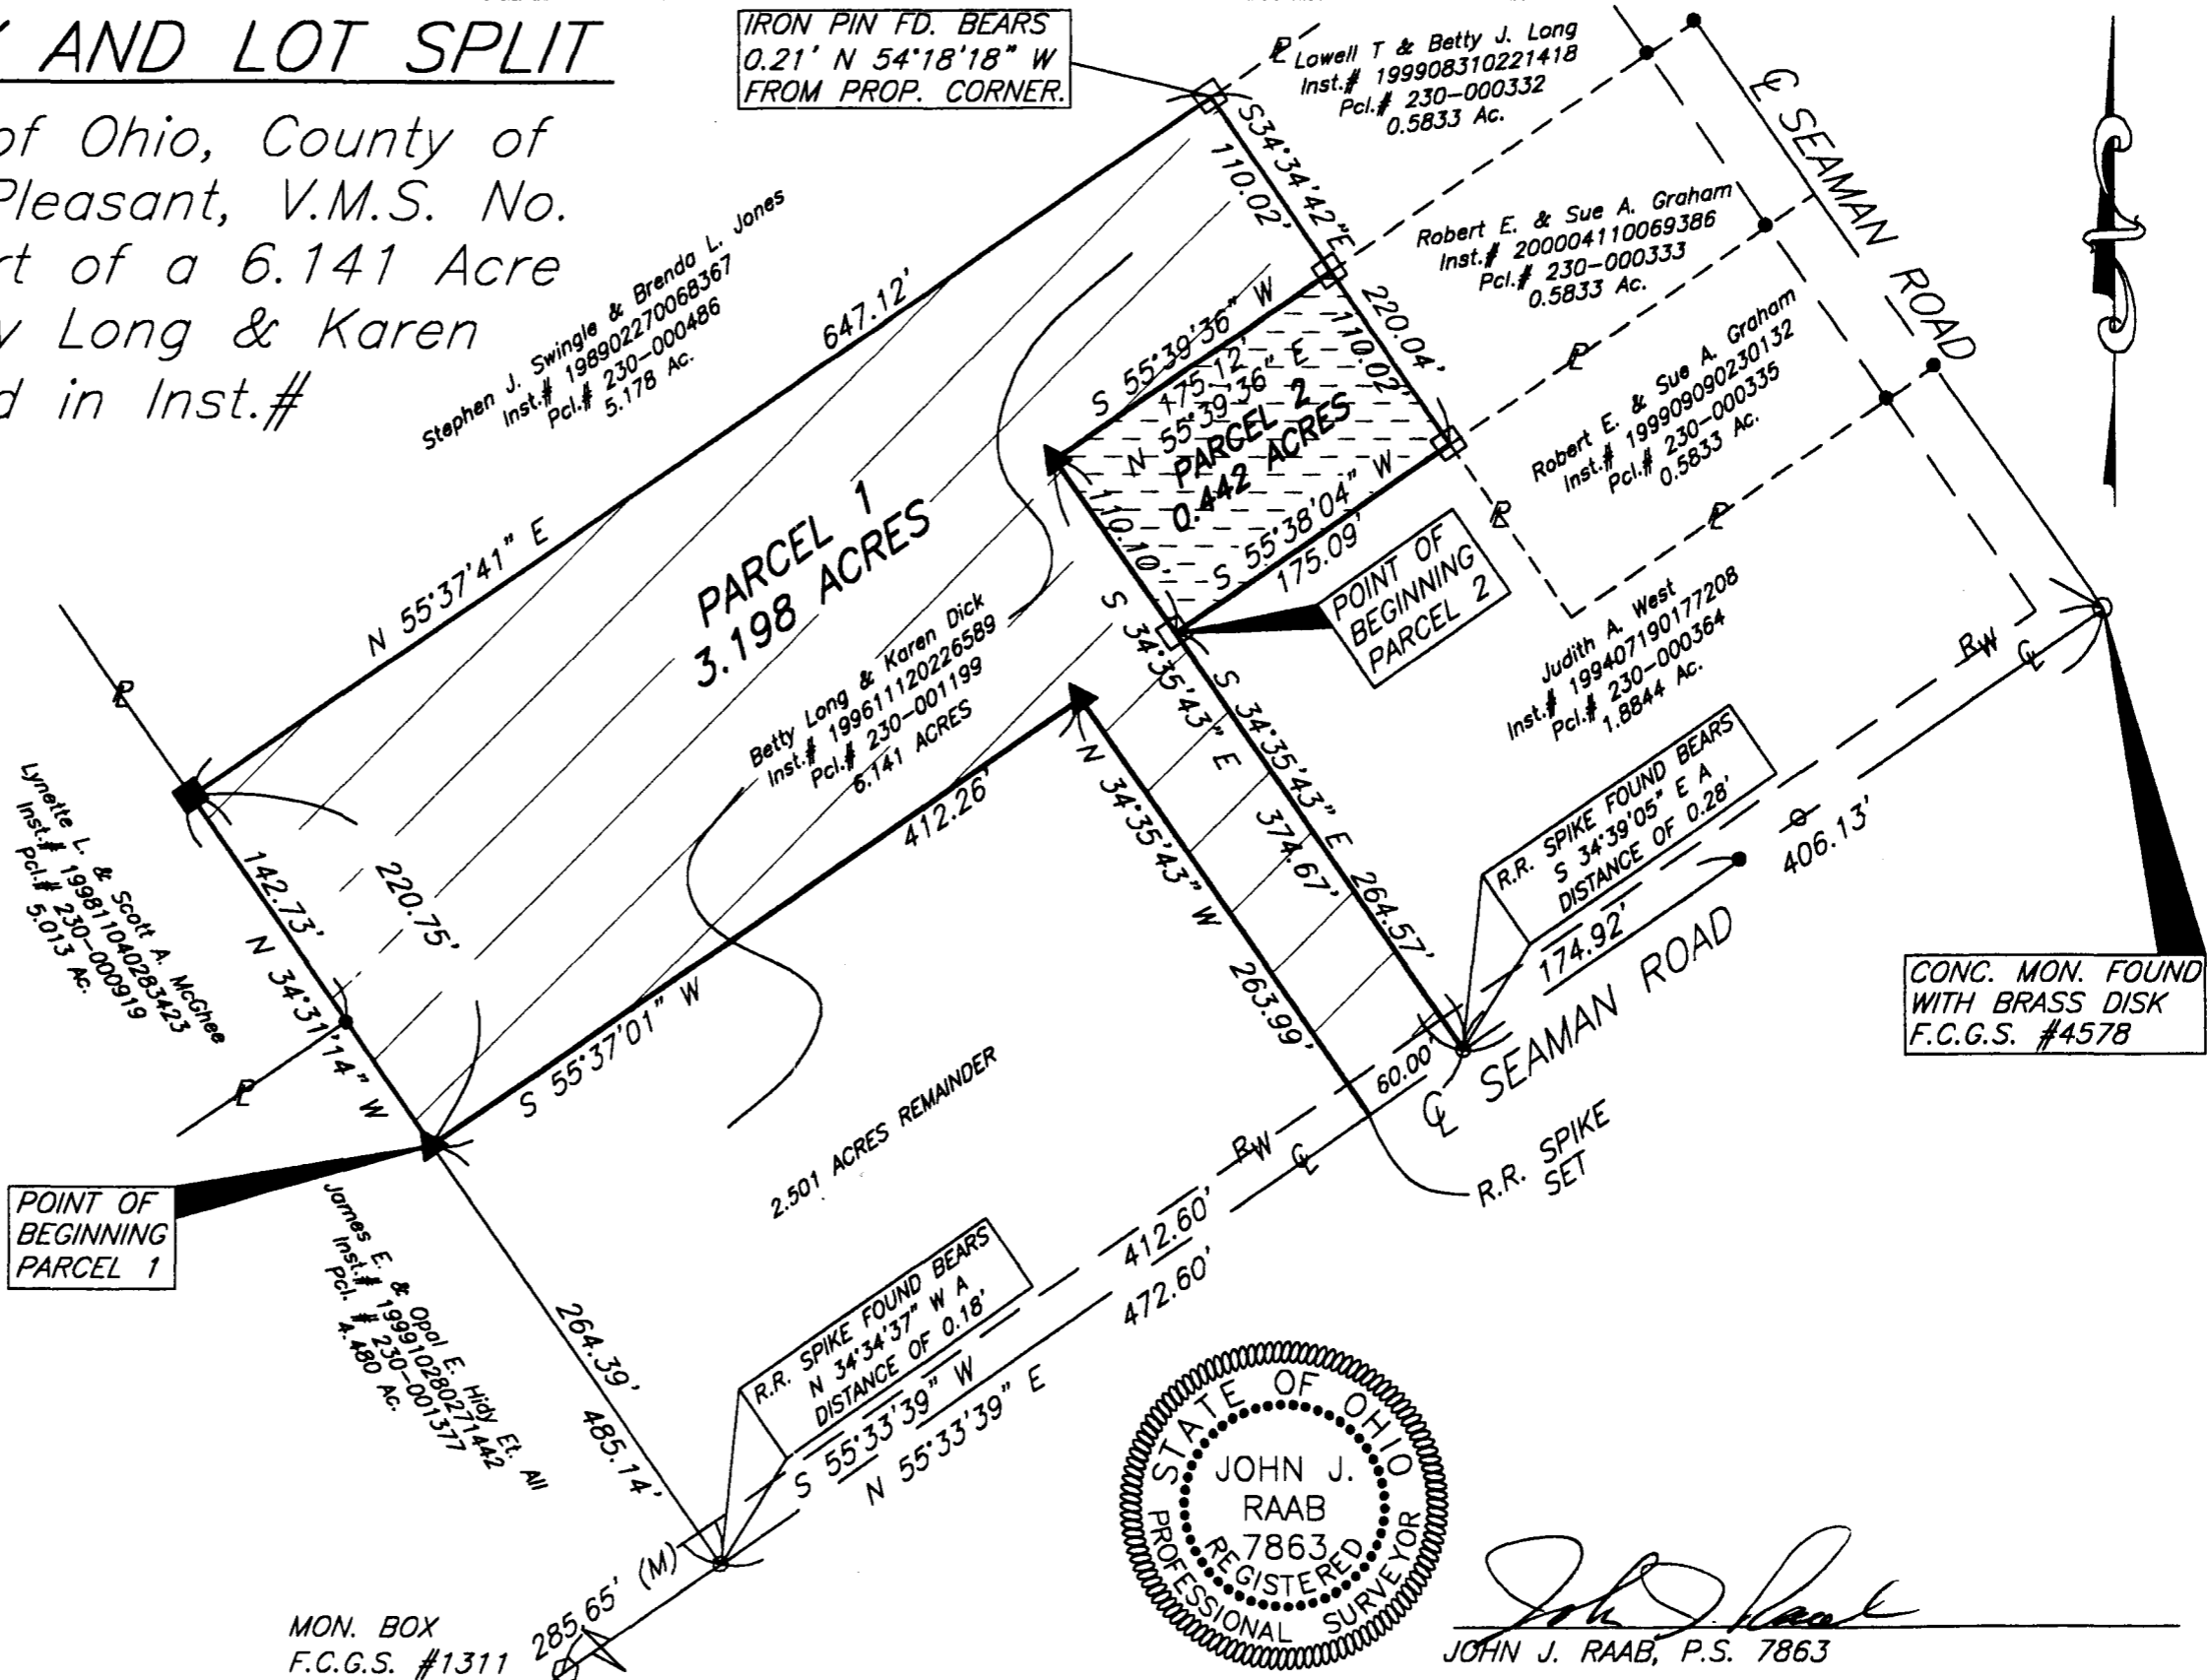 AND LOT SPLIT
of Ohio, County of
Pleasant, V.M.S. No.
of a 6.141 Acre
Long & Karen
in Inst.#
IRON PIN FD. BEARS
0.21' N 54°18'18" W
FROM PROP. CORNER.
Lowell T & Betty J. Long
Inst.# 199908310221418
Pcl.# 230-000332
0.5833 Ac.
℄ SEAMAN ROAD
S34°34'42"E
110.02'
220.04'
110.02'
Robert E. & Sue A. Graham
Inst.# 200004110069386
Pcl.# 230-000333
0.5833 Ac.
Robert E. & Sue A. Graham
Inst.# 199909090230132
Pcl.# 230-000335
0.5833 Ac.
Stephen J. Swingle & Brenda L. Jones
Inst.# 198902270068367
Pcl.# 230-000486
5.178 Ac.
647.12'
N 55°37'41" E
S 55°39'36" W
175.12'
N 55°39'36" E
PARCEL 2
0.442 ACRES
S 55°38'04" W
175.09'
110.10'
PARCEL 1
3.198 ACRES
POINT OF
BEGINNING
PARCEL 2
Judith A. West
Inst.# 199407190177208
Pcl.# 230-000364
1.8844 Ac.
Betty Long & Karen Dick
Inst.# 199611120226589
Pcl.# 230-001199
6.141 ACRES
412.26'
S 55°37'01" W
S 34°35'43" E
374.67'
S 34°35'43" E
264.57'
N 34°35'43" W
263.99'
R.R. SPIKE FOUND BEARS
S 34°39'05" E A
DISTANCE OF 0.28'
RW
℄
406.13'
174.92'
60.00'
℄ SEAMAN ROAD
R.R. SPIKE
SET
CONC. MON. FOUND
WITH BRASS DISK
F.C.G.S. #4578
Lynette L. & Scott A. McGhee
Inst.# 199811040283423
Pcl.# 230-000919
5.013 Ac.
142.73'
220.75'
N 34°31'14" W
POINT OF
BEGINNING
PARCEL 1
James E. & Opal E. Hidy Et. All
Inst.# 199910280271442
Pcl. # 230-001377
4.480 Ac.
264.39'
485.14'
2.501 ACRES REMAINDER
R.R. SPIKE FOUND BEARS
N 34°34'37" W A
DISTANCE OF 0.18'
RW
℄
412.60'
472.60'
S 55°33'39" W
N 55°33'39" E
285.65' (M)
MON. BOX
F.C.G.S. #1311
STATE OF OHIO
JOHN J.
RAAB
7863
REGISTERED
PROFESSIONAL SURVEYOR
JOHN J. RAAB, P.S. 7863